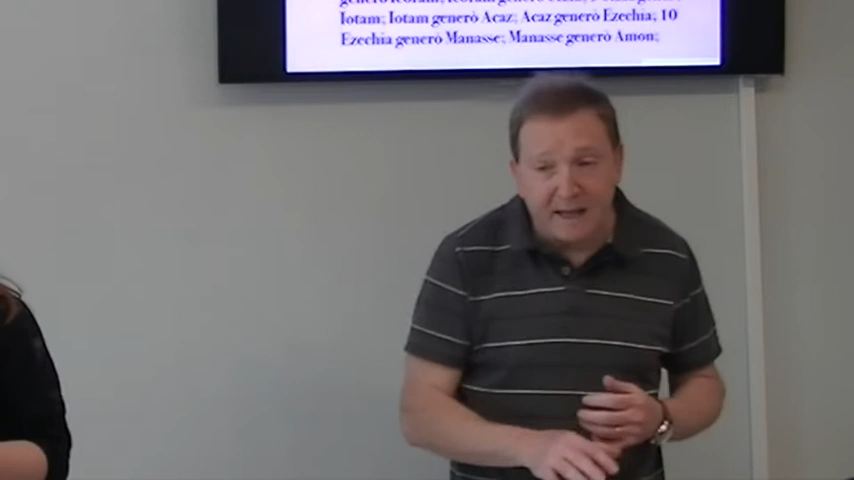 Iotam; Iotam generò Acaz; Acaz generò Ezechia; 10
Ezechia generò Manasse; Manasse generò Amon;